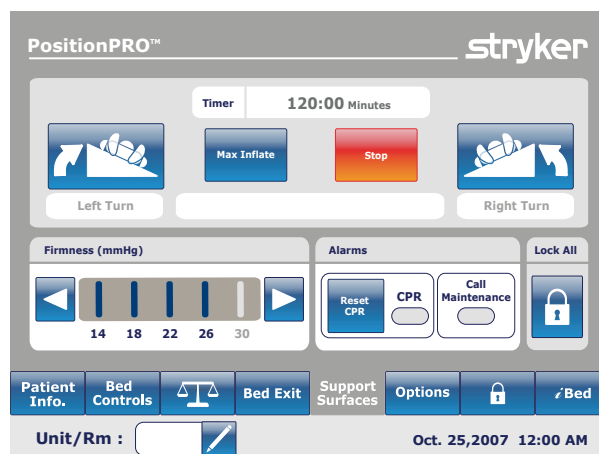 PositionPRO™
stryker
Timer 120:00 Minutes
Max Inflate
Stop
Left Turn
Right Turn
Firmness (mmHg)
14 18 22 26 30
Alarms
Reset
CPR
CPR
Call
Maintenance
Lock All
Patient
Info.
Bed
Controls
Bed Exit
Support
Surfaces
Options
iBed
Unit/Rm :
Oct. 25,2007 12:00 AM